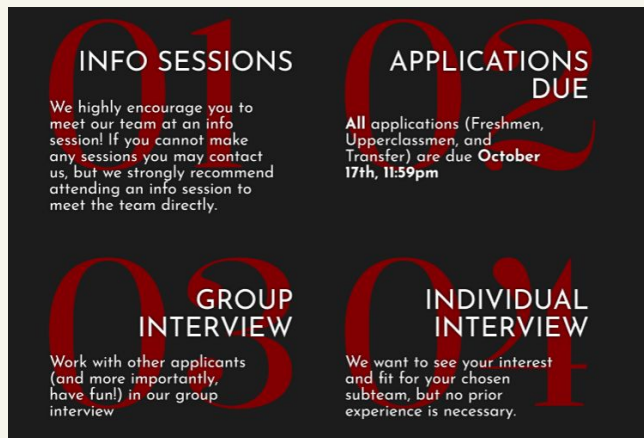 01
INFO SESSIONS
We highly encourage you to
meet our team at an info
session! If you cannot make
any sessions you may contact
us, but we strongly recommend
attending an info session to
meet the team directly.
02
APPLICATIONS
DUE
All applications (Freshmen,
Upperclassmen, and
Transfer) are due October
17th, 11:59pm
03
GROUP
INTERVIEW
Work with other applicants
(and more importantly,
have fun!) in our group
interview
04
INDIVIDUAL
INTERVIEW
We want to see your interest
and fit for your chosen
subteam, but no prior
experience is necessary.